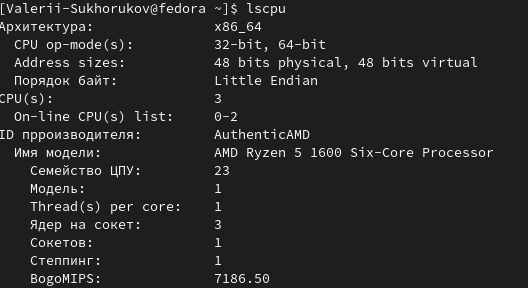 [Valerii-Sukhorukov@fedora ~]$ lscpu
Архитектура: x86_64
CPU op-mode(s): 32-bit, 64-bit
Address sizes: 48 bits physical, 48 bits virtual
Порядок байт: Little Endian
CPU(s): 3
On-line CPU(s) list: 0-2
ID прроизводителя: AuthenticAMD
Имя модели: AMD Ryzen 5 1600 Six-Core Processor
Семейство ЦПУ: 23
Модель: 1
Thread(s) per core: 1
Ядер на сокет: 3
Сокетов: 1
Степпинг: 1
BogoMIPS: 7186.50